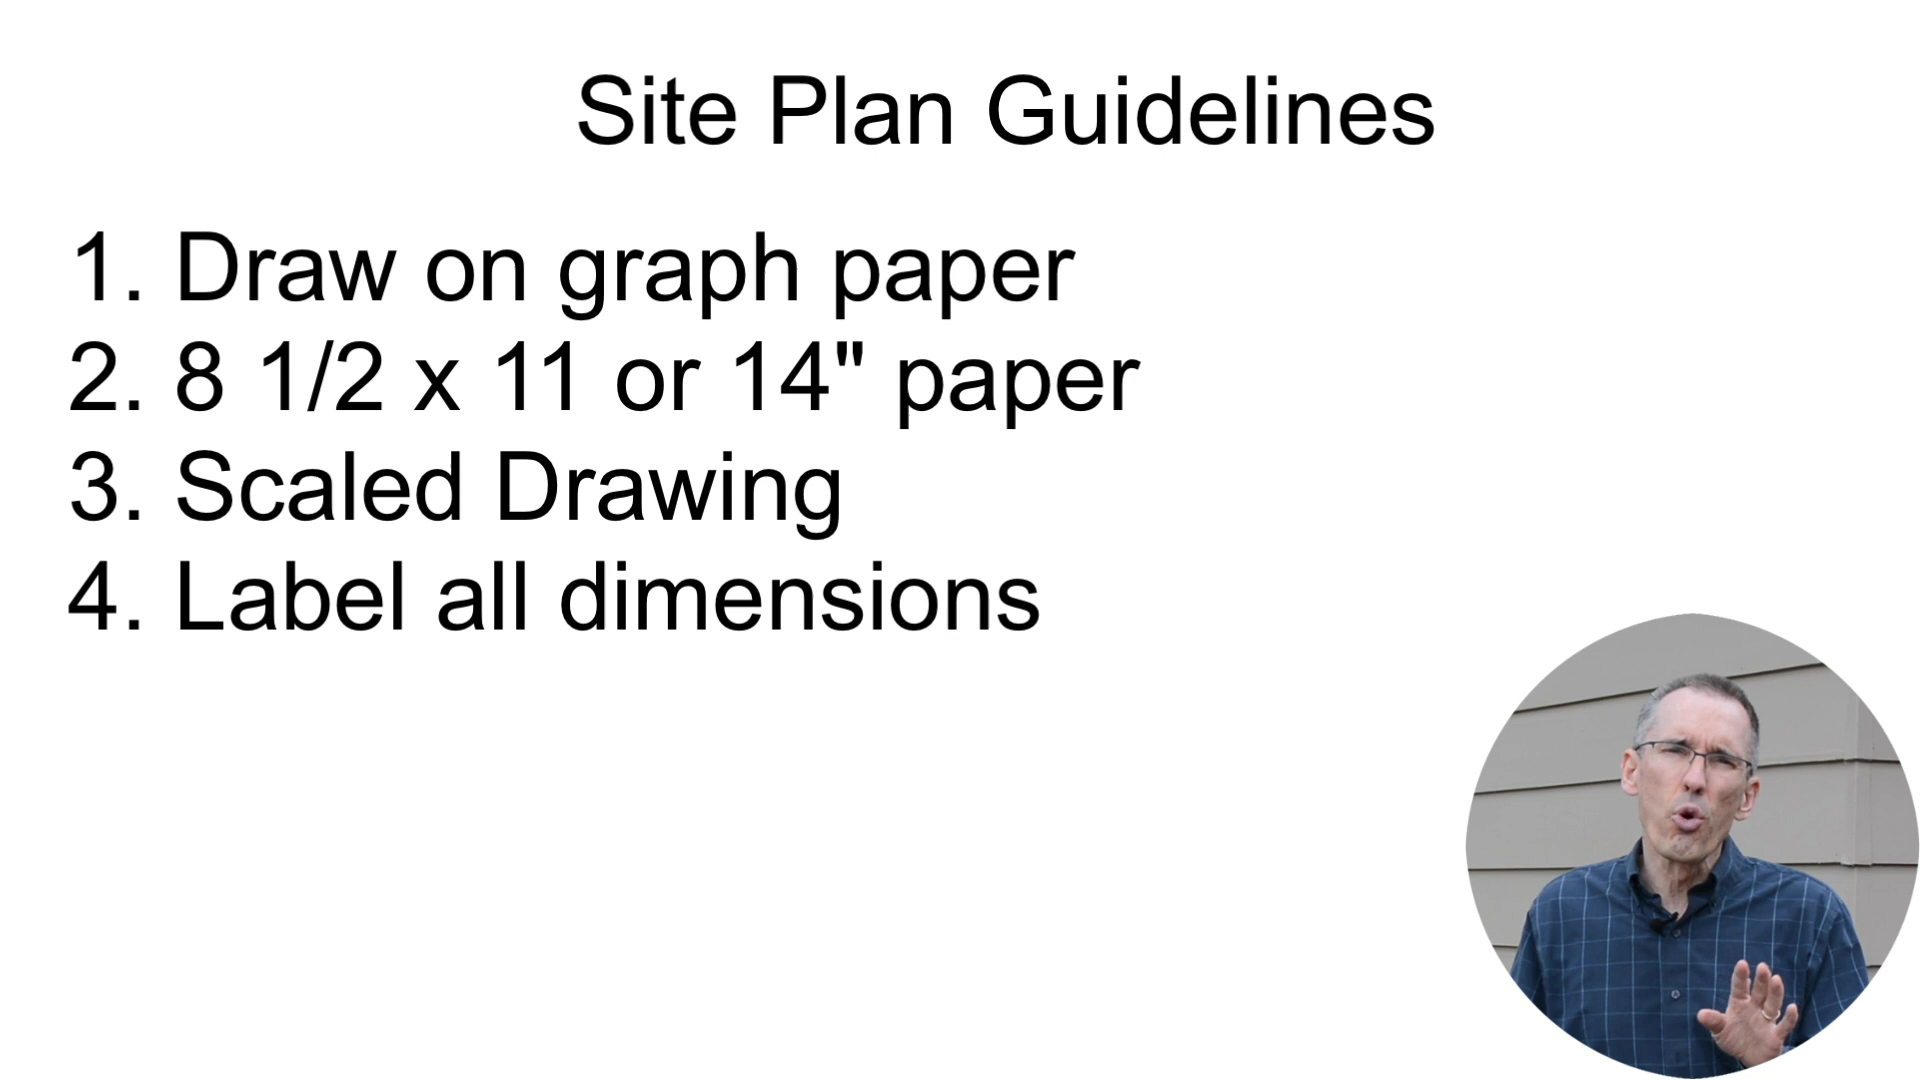 Site Plan Guidelines
1. Draw on graph paper
2. 8 1/2 x 11 or 14" paper
3. Scaled Drawing
4. Label all dimensions